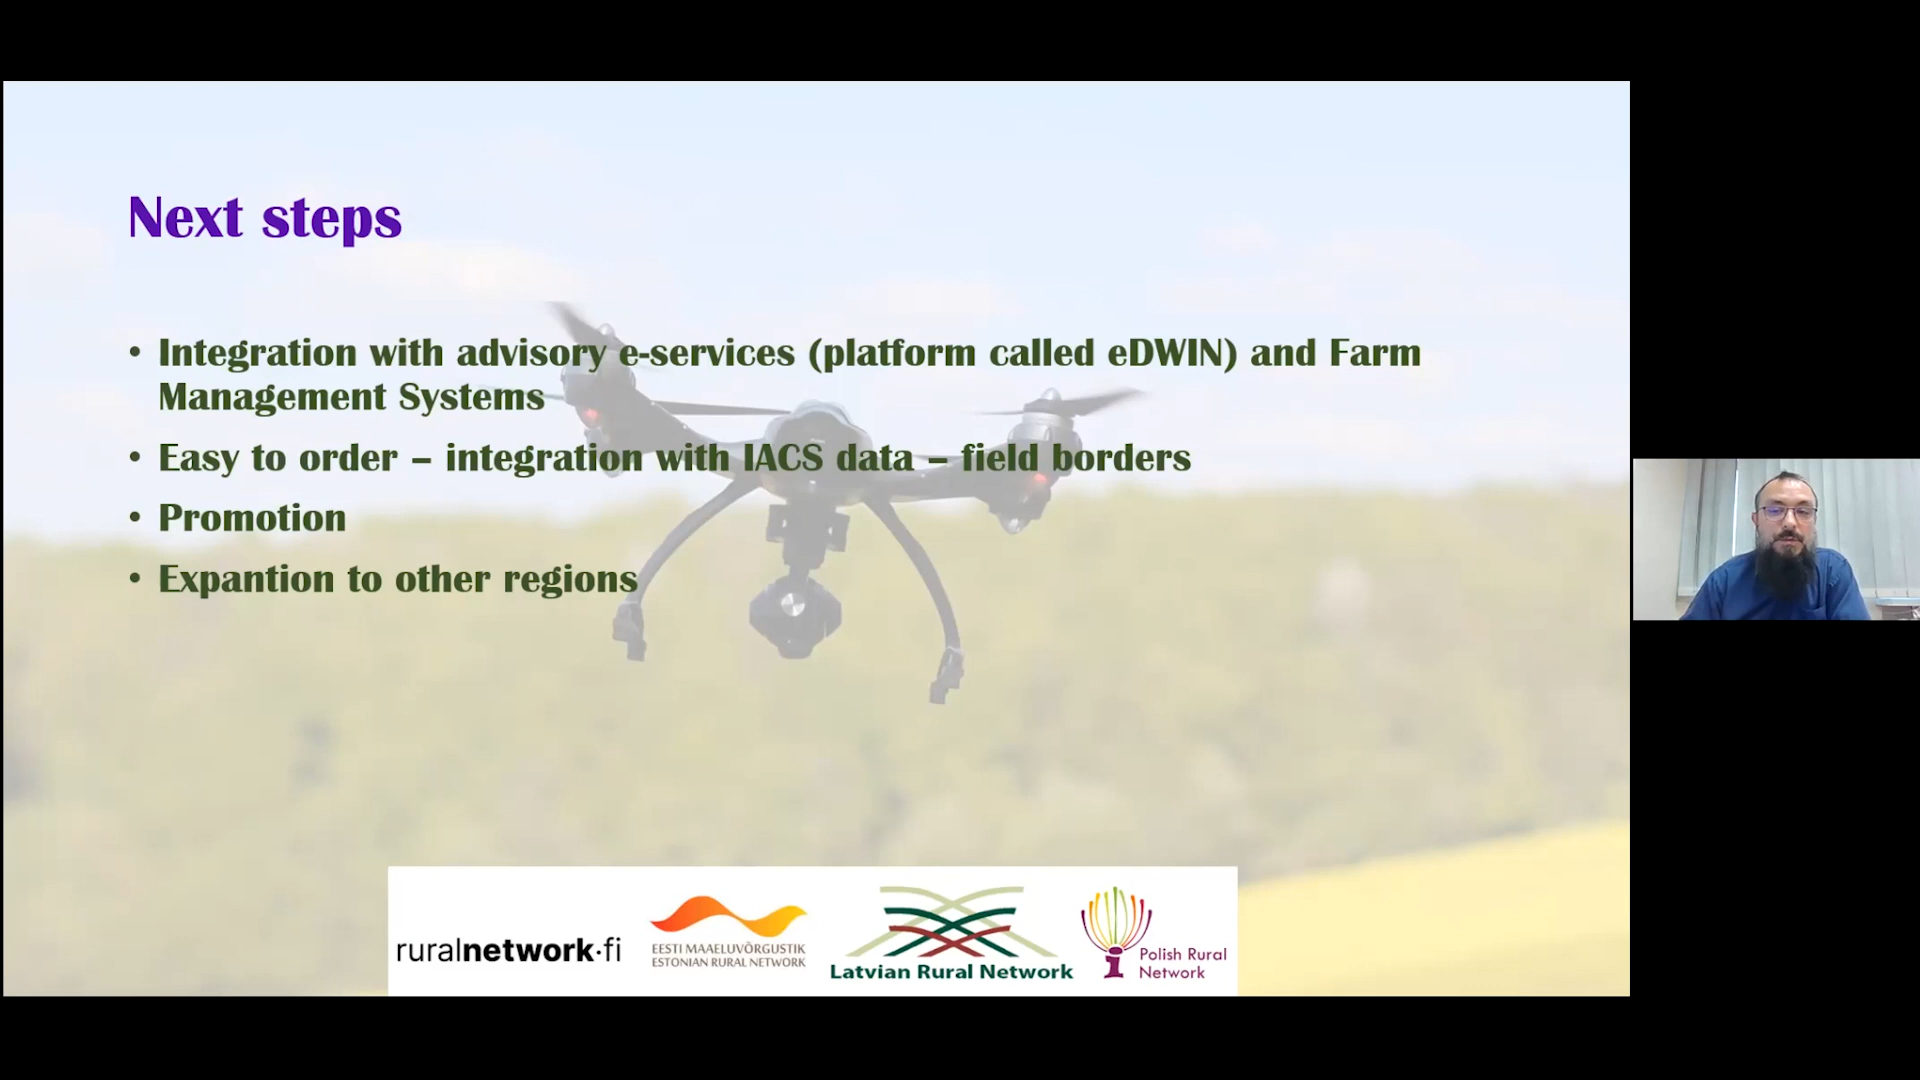 Next steps
• Integration with advisory e-services (platform called eDWIN) and Farm
Management Systems
• Easy to order – integration with IACS data – field borders
• Promotion
• Expantion to other regions
ruralnetwork·fi
EESTI MAAELUVÕRGUSTIK
ESTONIAN RURAL NETWORK
Latvian Rural Network
Polish Rural
Network